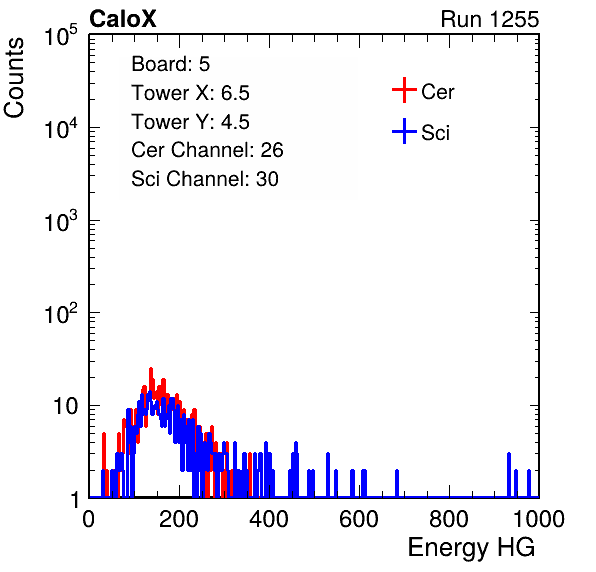 CaloX Run 1255
Counts
Board: 5
Tower X: 6.5
Tower Y: 4.5
Cer Channel: 26
Sci Channel: 30
Cer
Sci
10^5
10^4
10^3
10^2
10
1
0 200 400 600 800 1000
Energy HG